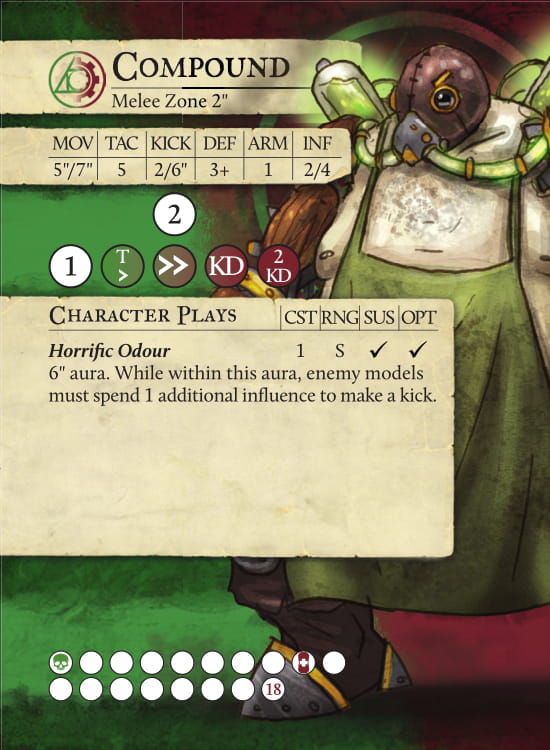 Compound
Melee Zone 2"
MOV TAC KICK DEF ARM INF
5"/7" 5 2/6" 3+ 1 2/4
2
1 T > >> KD 2 KD
Character Plays CST RNG SUS OPT
Horrific Odour 1 S ✓ ✓
6" aura. While within this aura, enemy models
must spend 1 additional influence to make a kick.
18